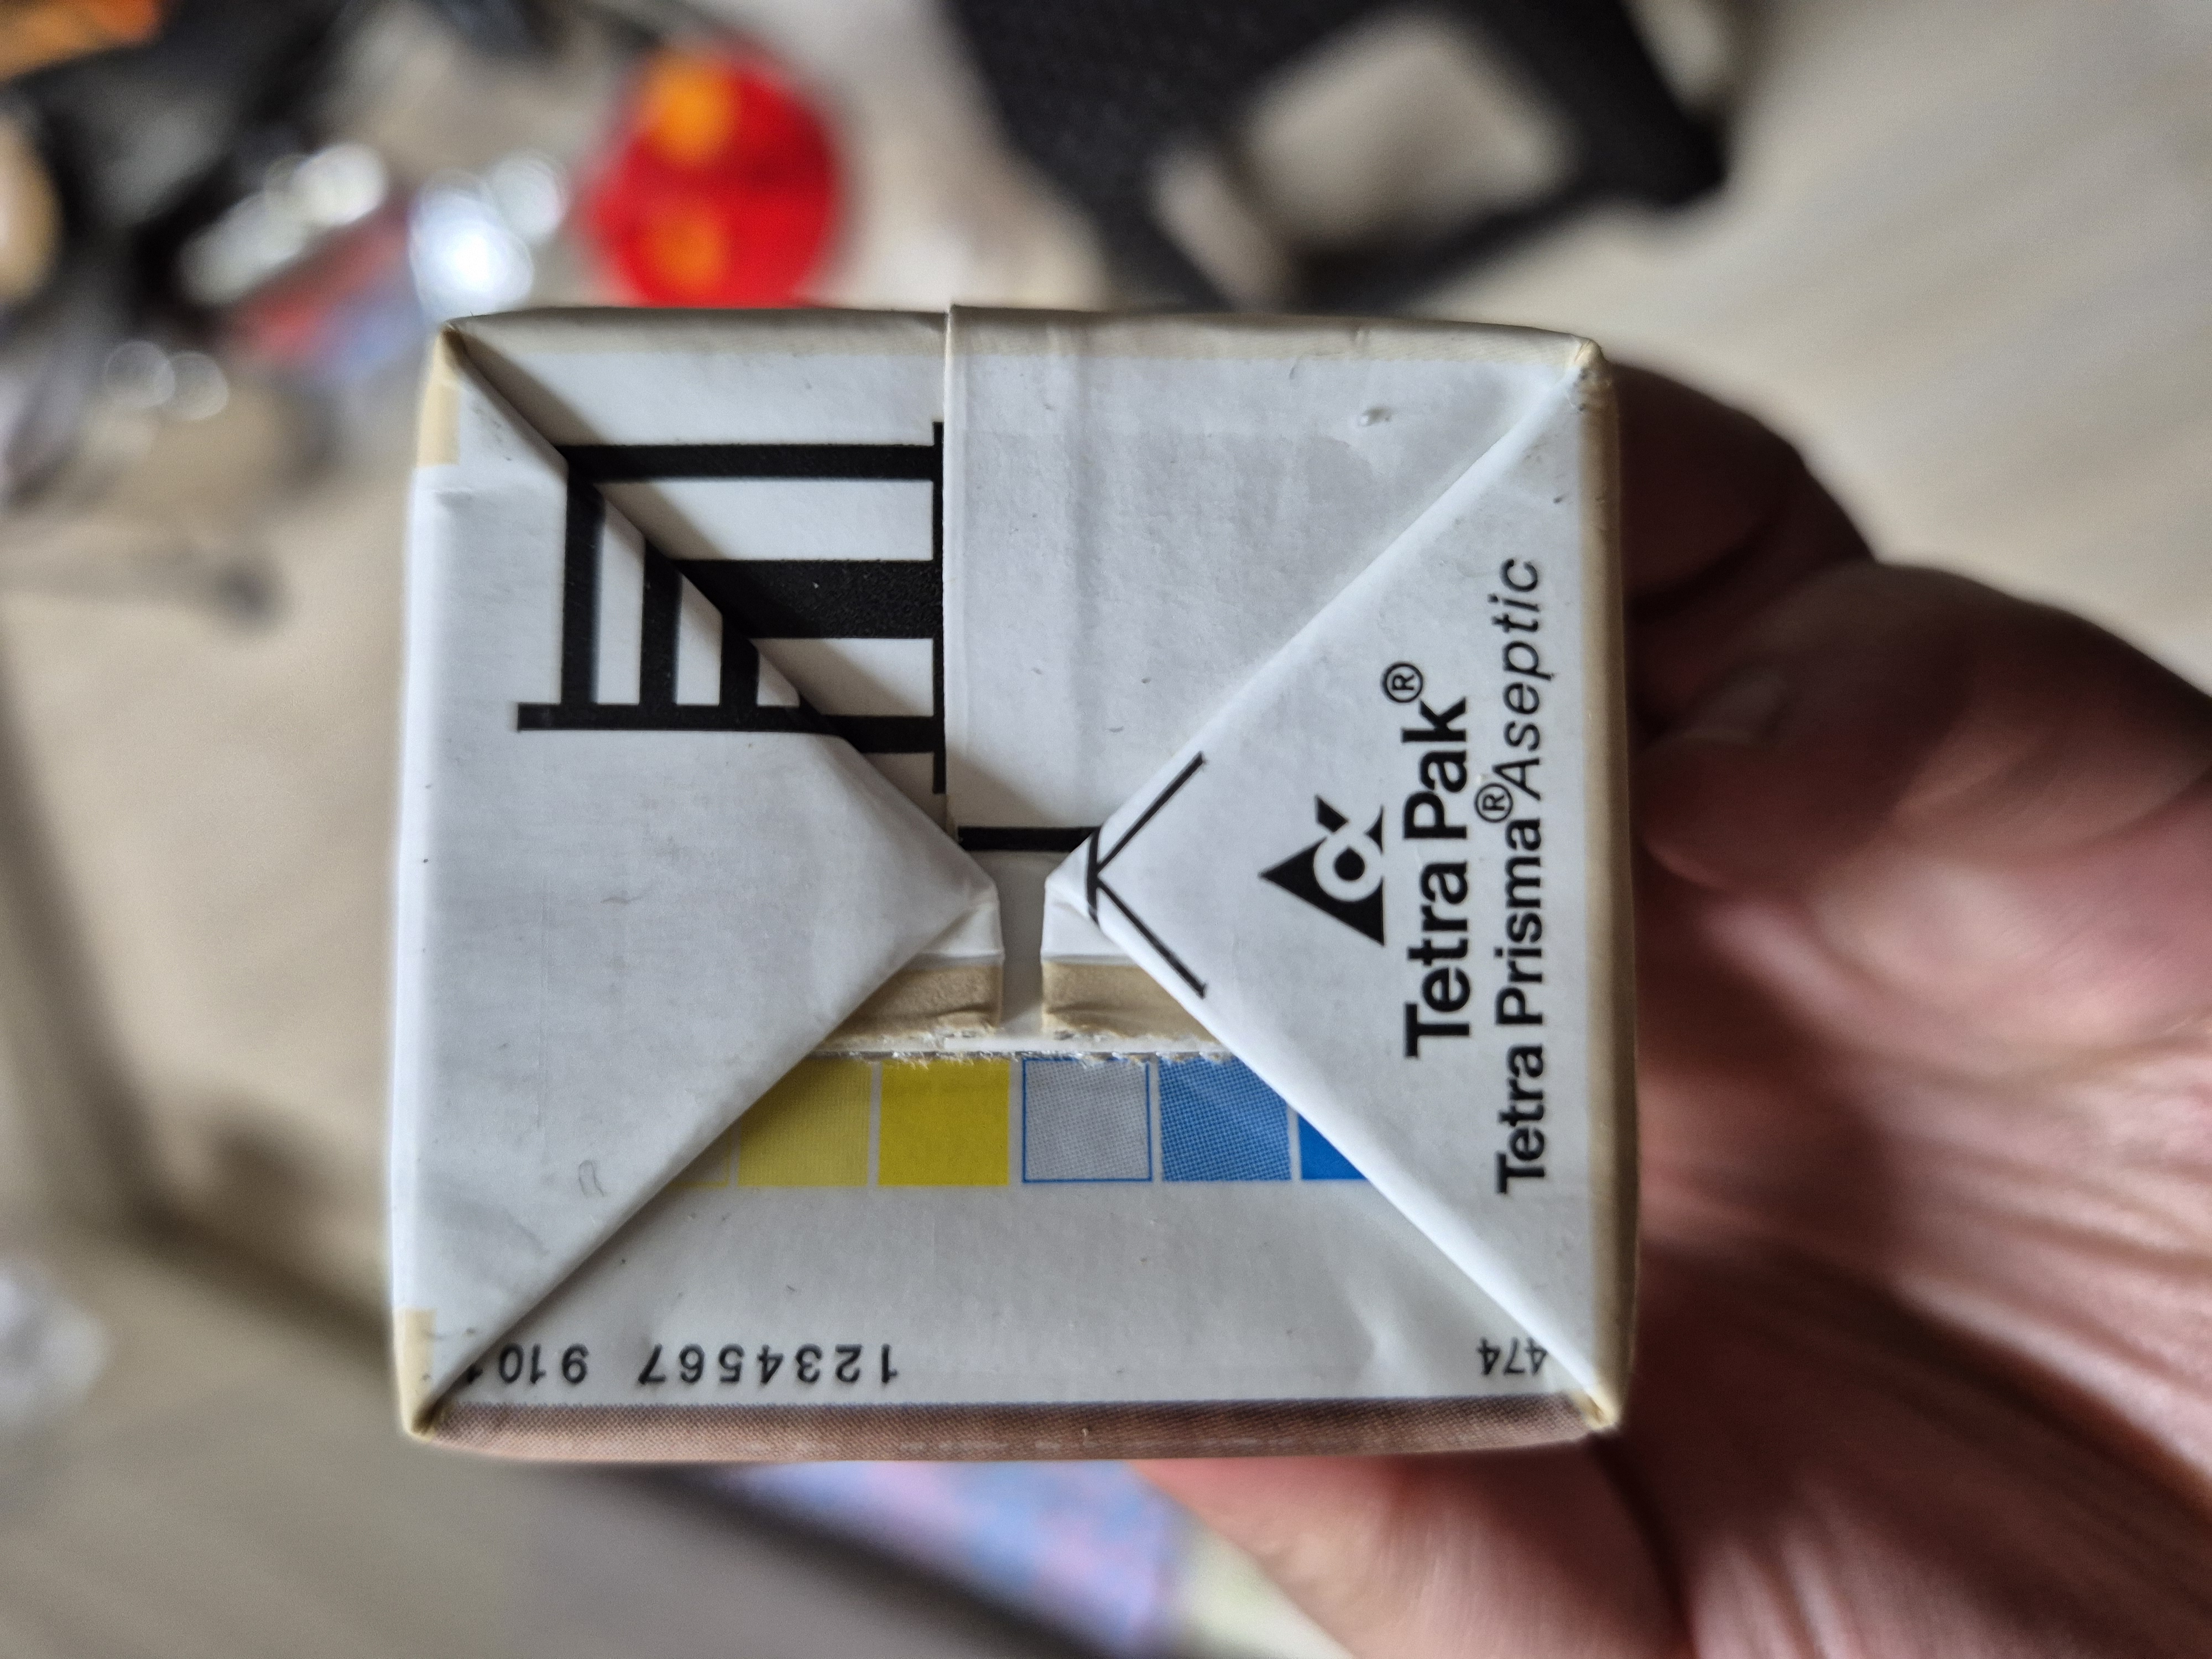 Tetra Pak®
Tetra Prisma® Aseptic
1234567 910
474